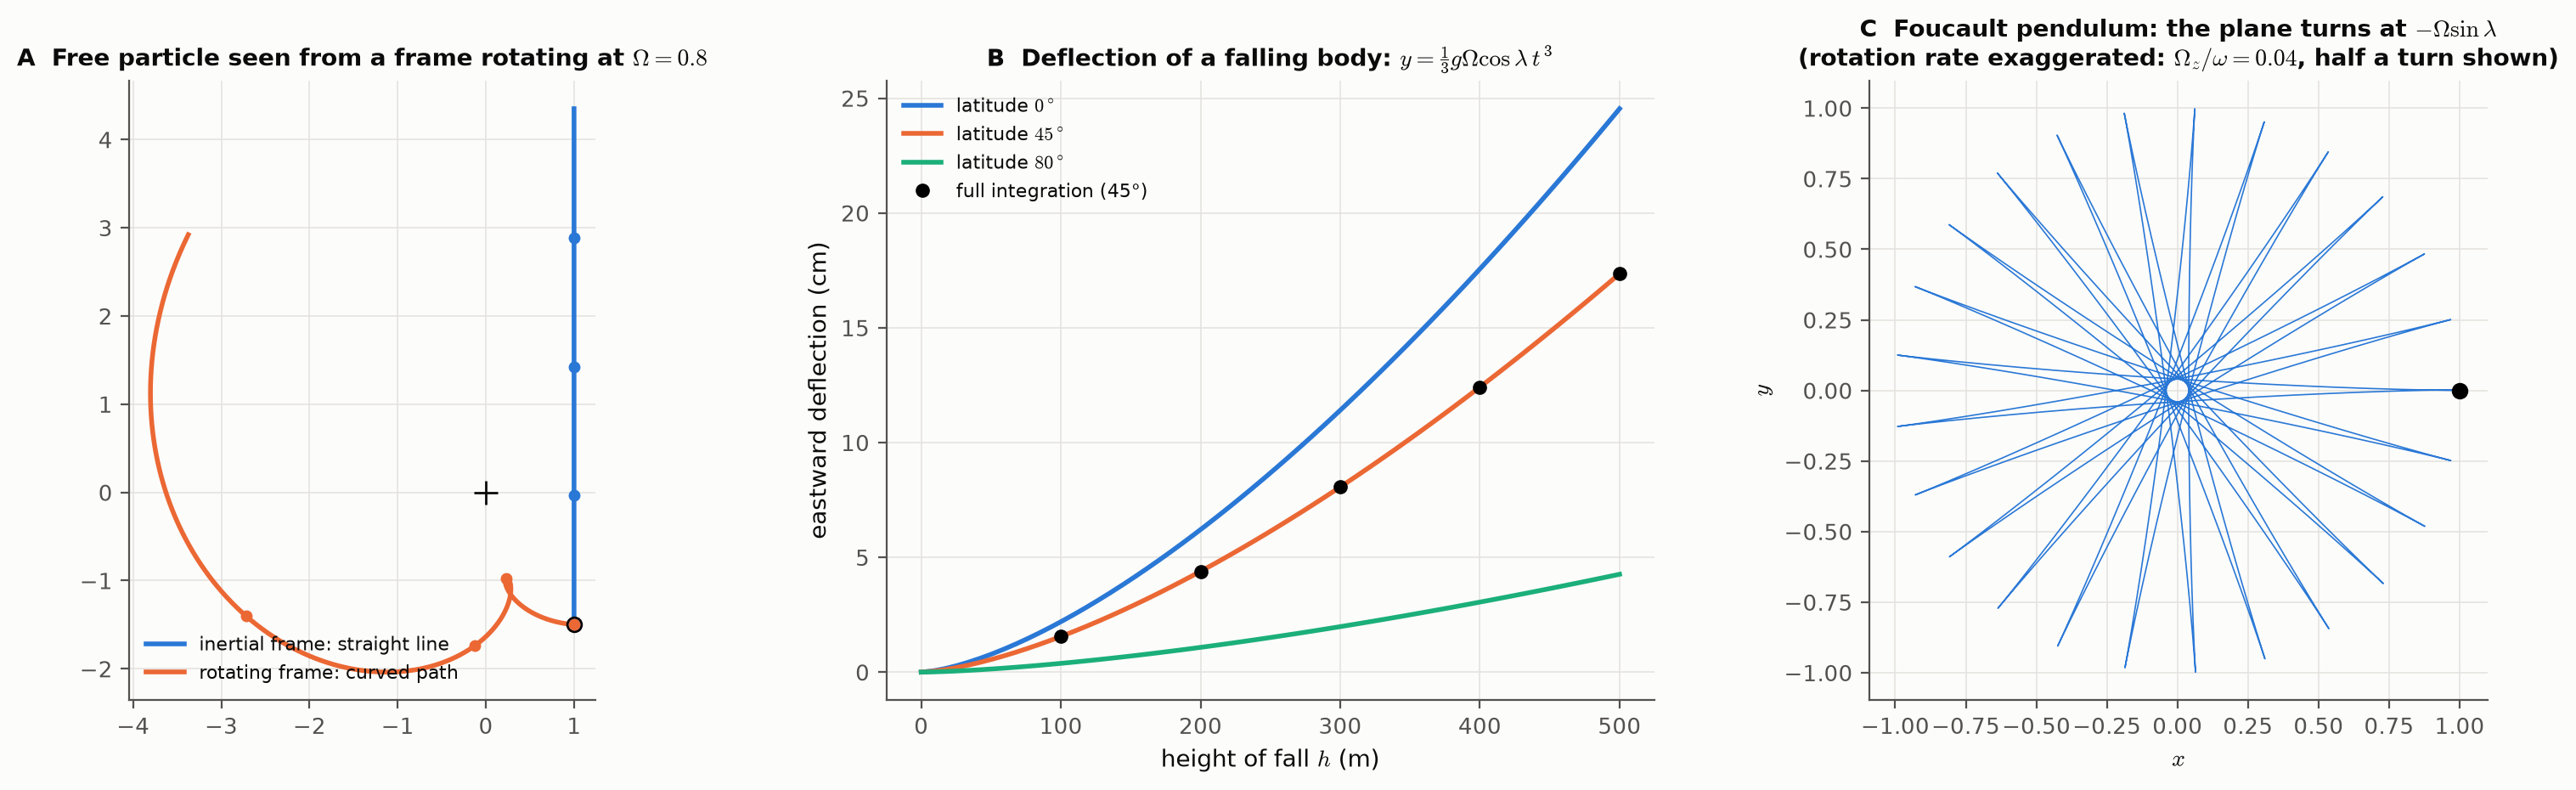 A Free particle seen from a frame rotating at Ω = 0.8
4
3
2
1
0
−1
−2
inertial frame: straight line
rotating frame: curved path
−4 −3 −2 −1 0 1
B Deflection of a falling body: y = 1/3 gΩcos λ t³
eastward deflection (cm)
25
20
15
10
5
0
latitude 0°
latitude 45°
latitude 80°
full integration (45°)
0 100 200 300 400 500
height of fall h (m)
C Foucault pendulum: the plane turns at −Ωsin λ
(rotation rate exaggerated: Ω_z/ω = 0.04, half a turn shown)
y
1.00
0.75
0.50
0.25
0.00
−0.25
−0.50
−0.75
−1.00
−1.00 −0.75 −0.50 −0.25 0.00 0.25 0.50 0.75 1.00
x